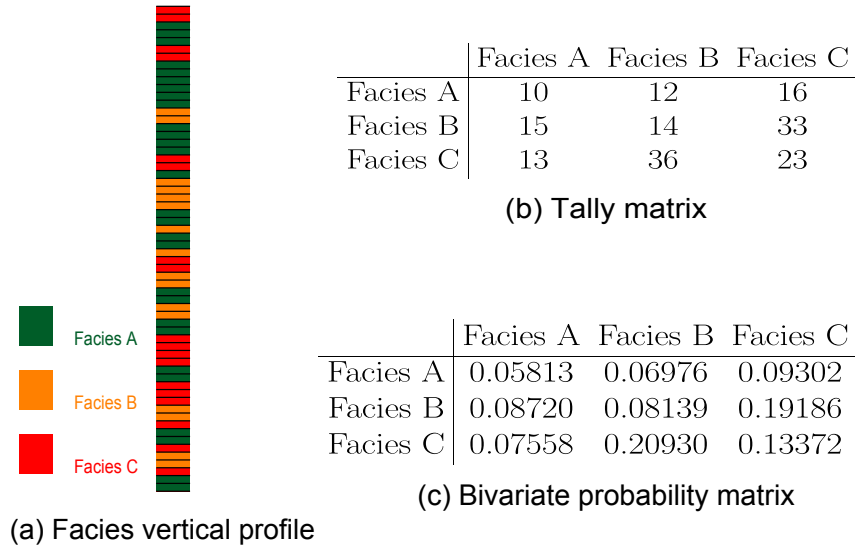 Facies A
Facies B
Facies C
(a) Facies vertical profile
Facies A Facies B Facies C
Facies A 10 12 16
Facies B 15 14 33
Facies C 13 36 23
(b) Tally matrix
Facies A Facies B Facies C
Facies A 0.05813 0.06976 0.09302
Facies B 0.08720 0.08139 0.19186
Facies C 0.07558 0.20930 0.13372
(c) Bivariate probability matrix